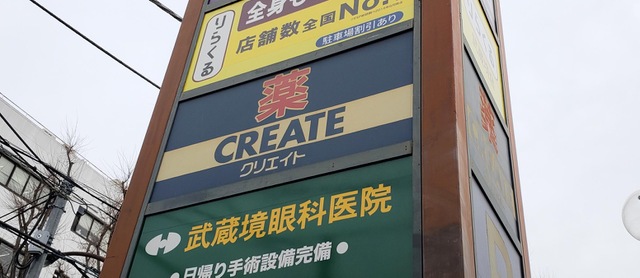 りらくる
全身も
店舗数全国No.
駐車場割引あり
薬
CREATE
クリエイト
武蔵境眼科医院
●日帰り手術設備完備●
薬